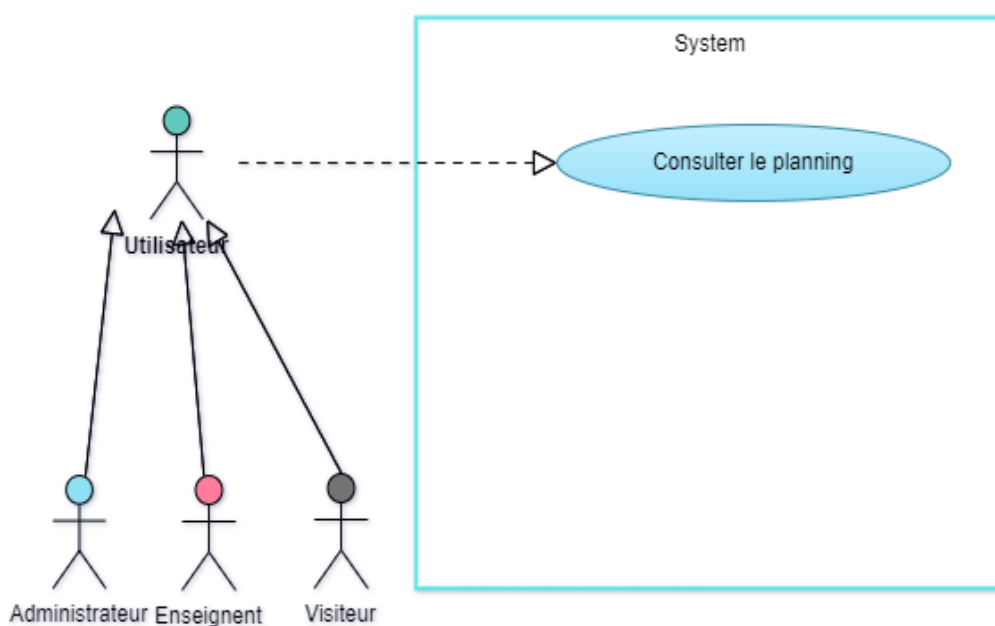 System
Consulter le planning
Utilisateur
Administrateur
Enseignent
Visiteur